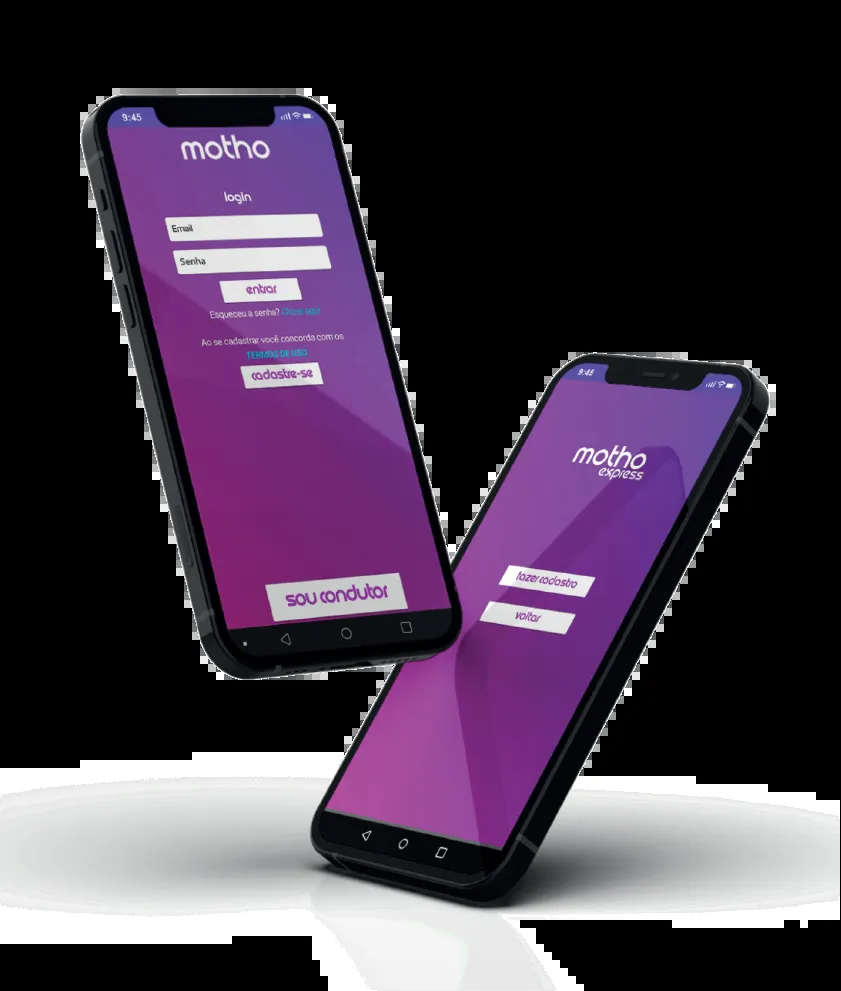 9:45
motho
login
Email
Senha
entrar
Esqueceu a senha? Clique aqui
Ao se cadastrar você concorda com os
TERMOS DE USO
cadastre-se
sou condutor
9:45
motho
express
fazer cadastro
voltar